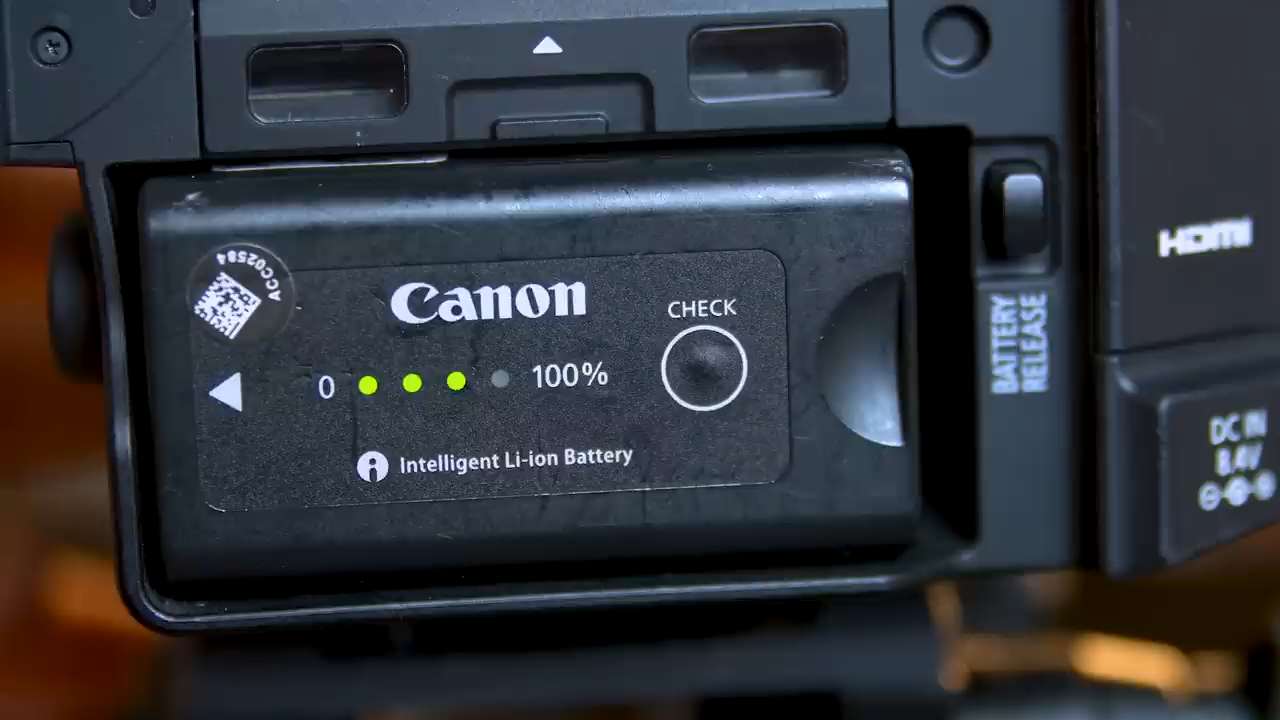 ACC02584
Canon
CHECK
0 100%
Intelligent Li-ion Battery
BATTERY
RELEASE
HDMI
DC IN
8.4V